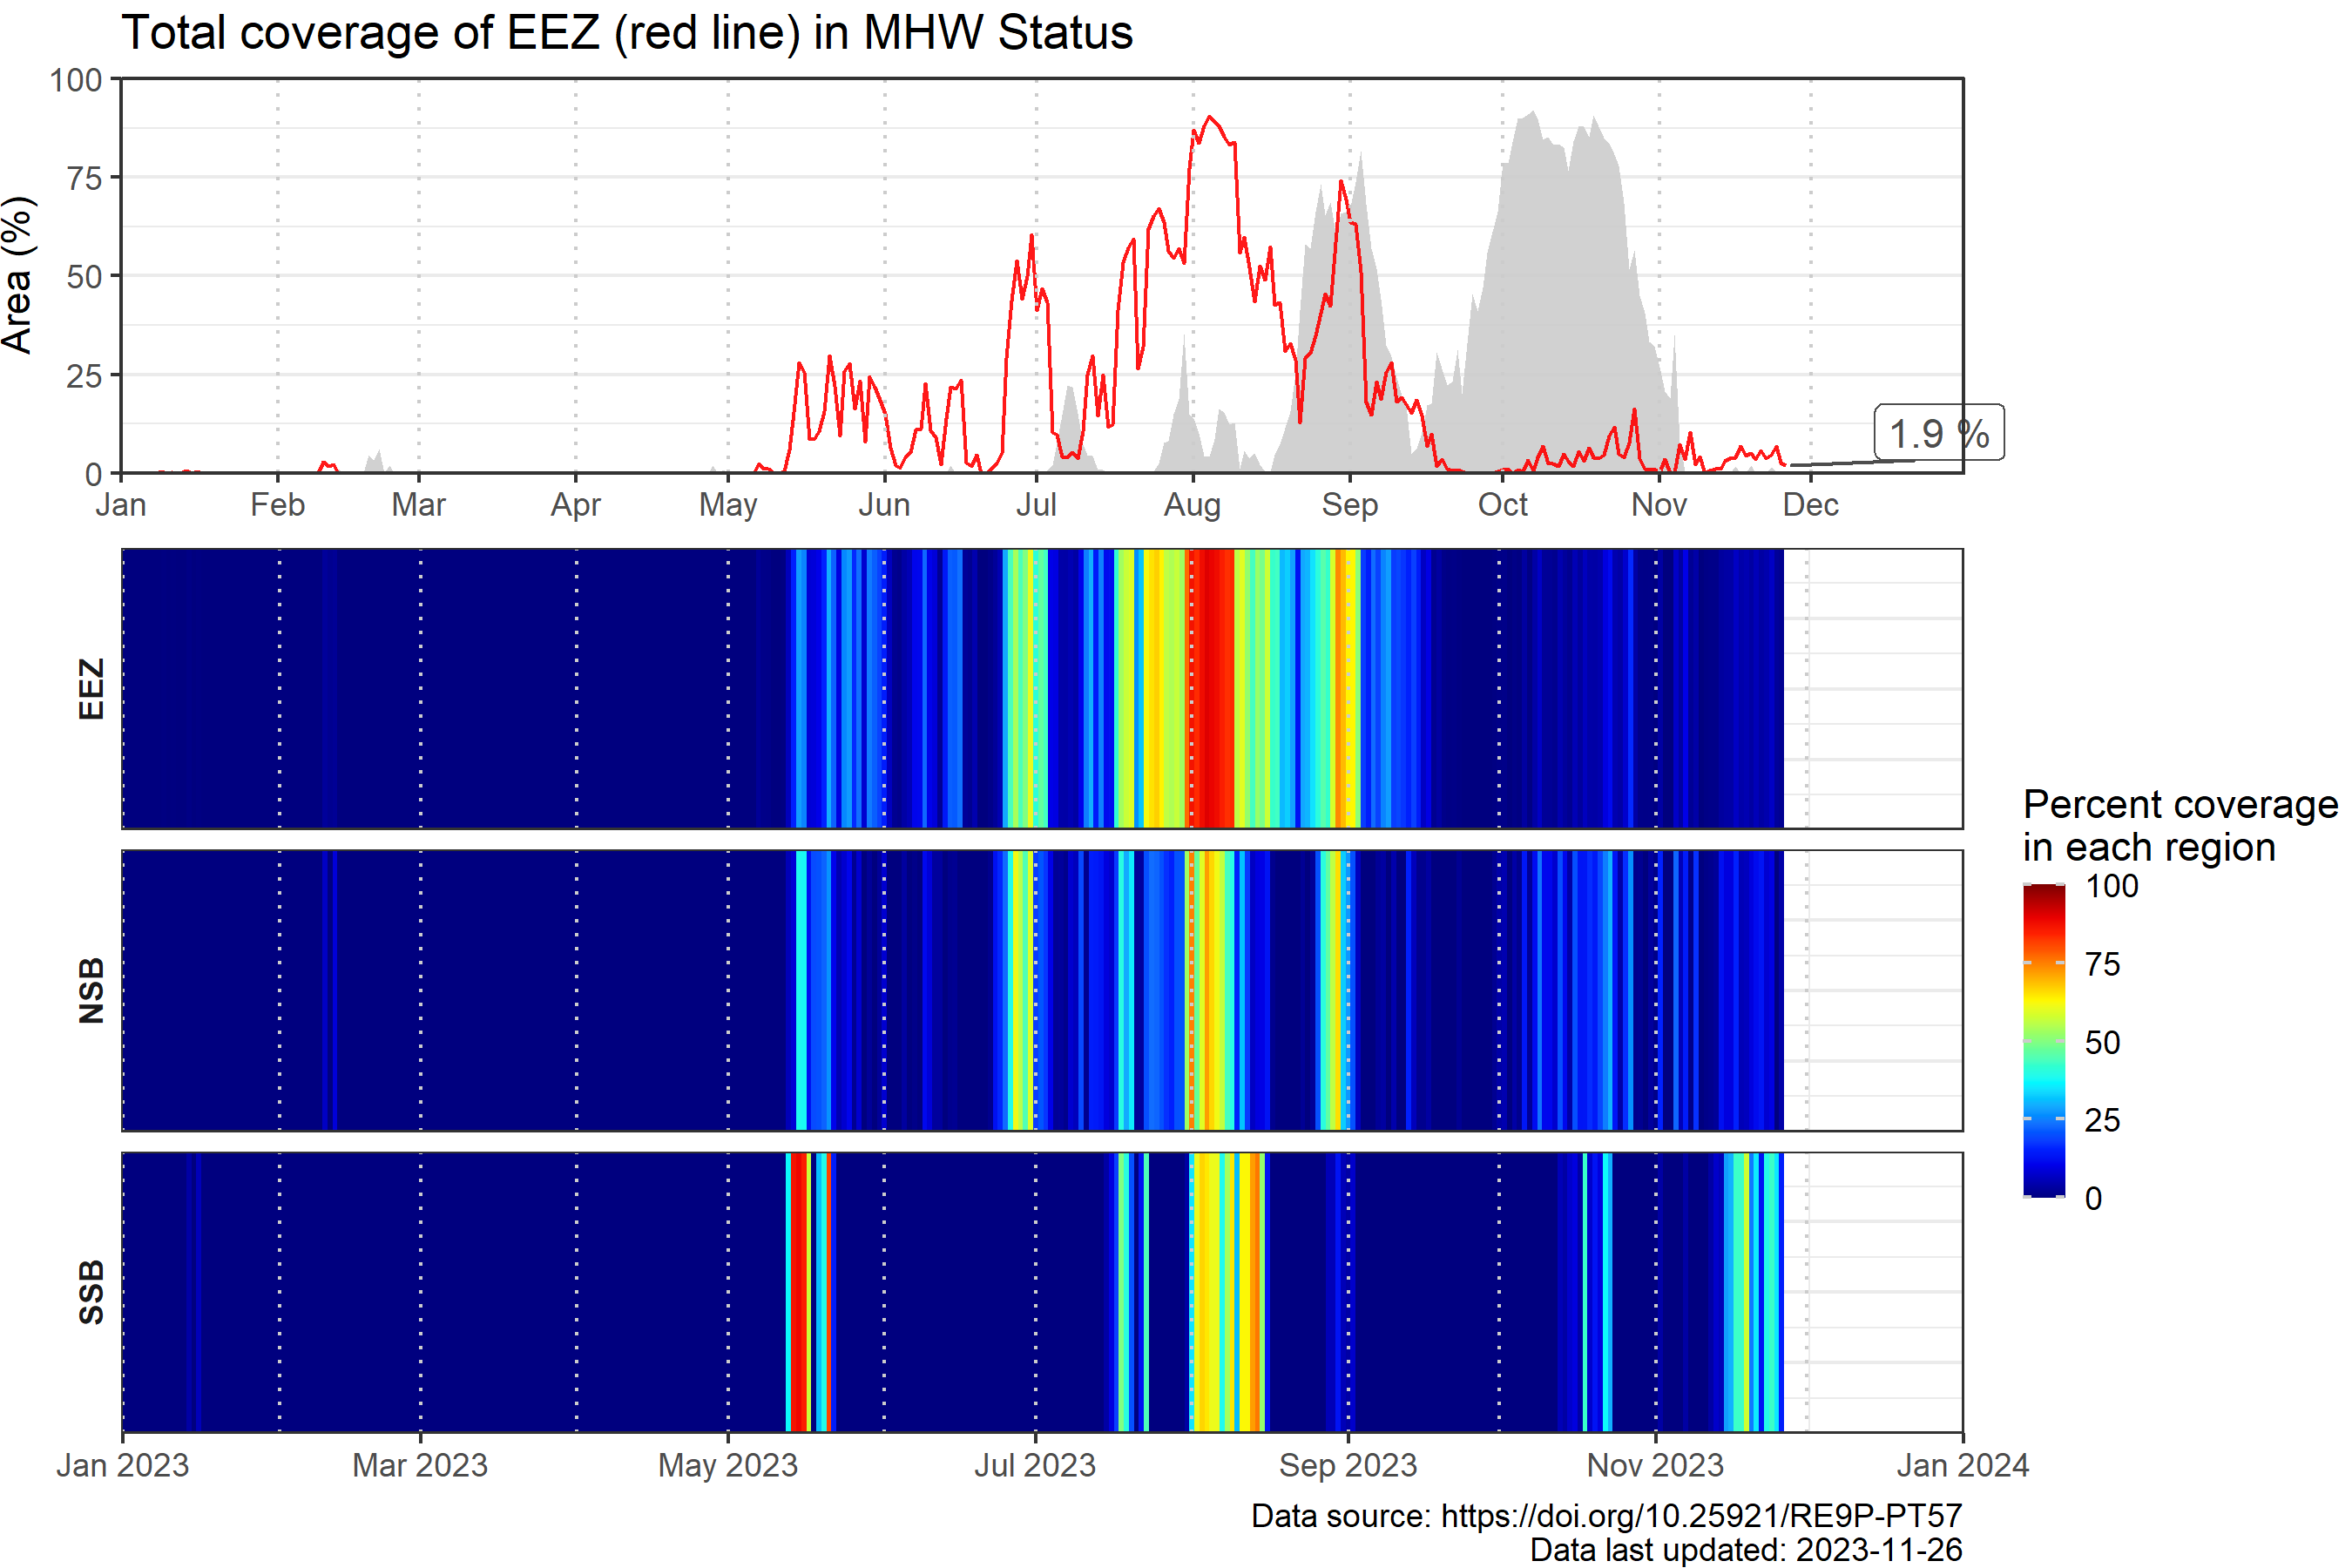 Total coverage of EEZ (red line) in MHW Status
Area (%)
100
75
50
25
0
1.9 %
Jan Feb Mar Apr May Jun Jul Aug Sep Oct Nov Dec
EEZ
NSB
SSB
Percent coverage
in each region
100
75
50
25
0
Jan 2023 Mar 2023 May 2023 Jul 2023 Sep 2023 Nov 2023 Jan 2024
Data source: https://doi.org/10.25921/RE9P-PT57
Data last updated: 2023-11-26